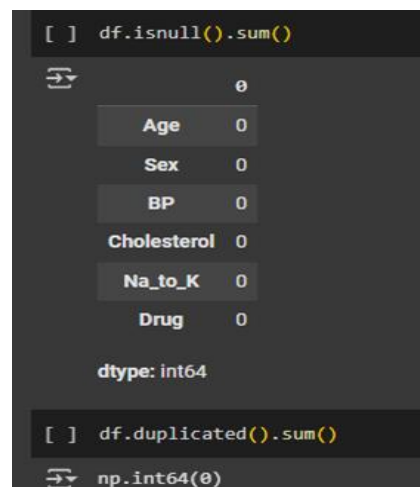 [ ] df.isnull().sum()
0
Age 0
Sex 0
BP 0
Cholesterol 0
Na_to_K 0
Drug 0
dtype: int64
[ ] df.duplicated().sum()
np.int64(0)